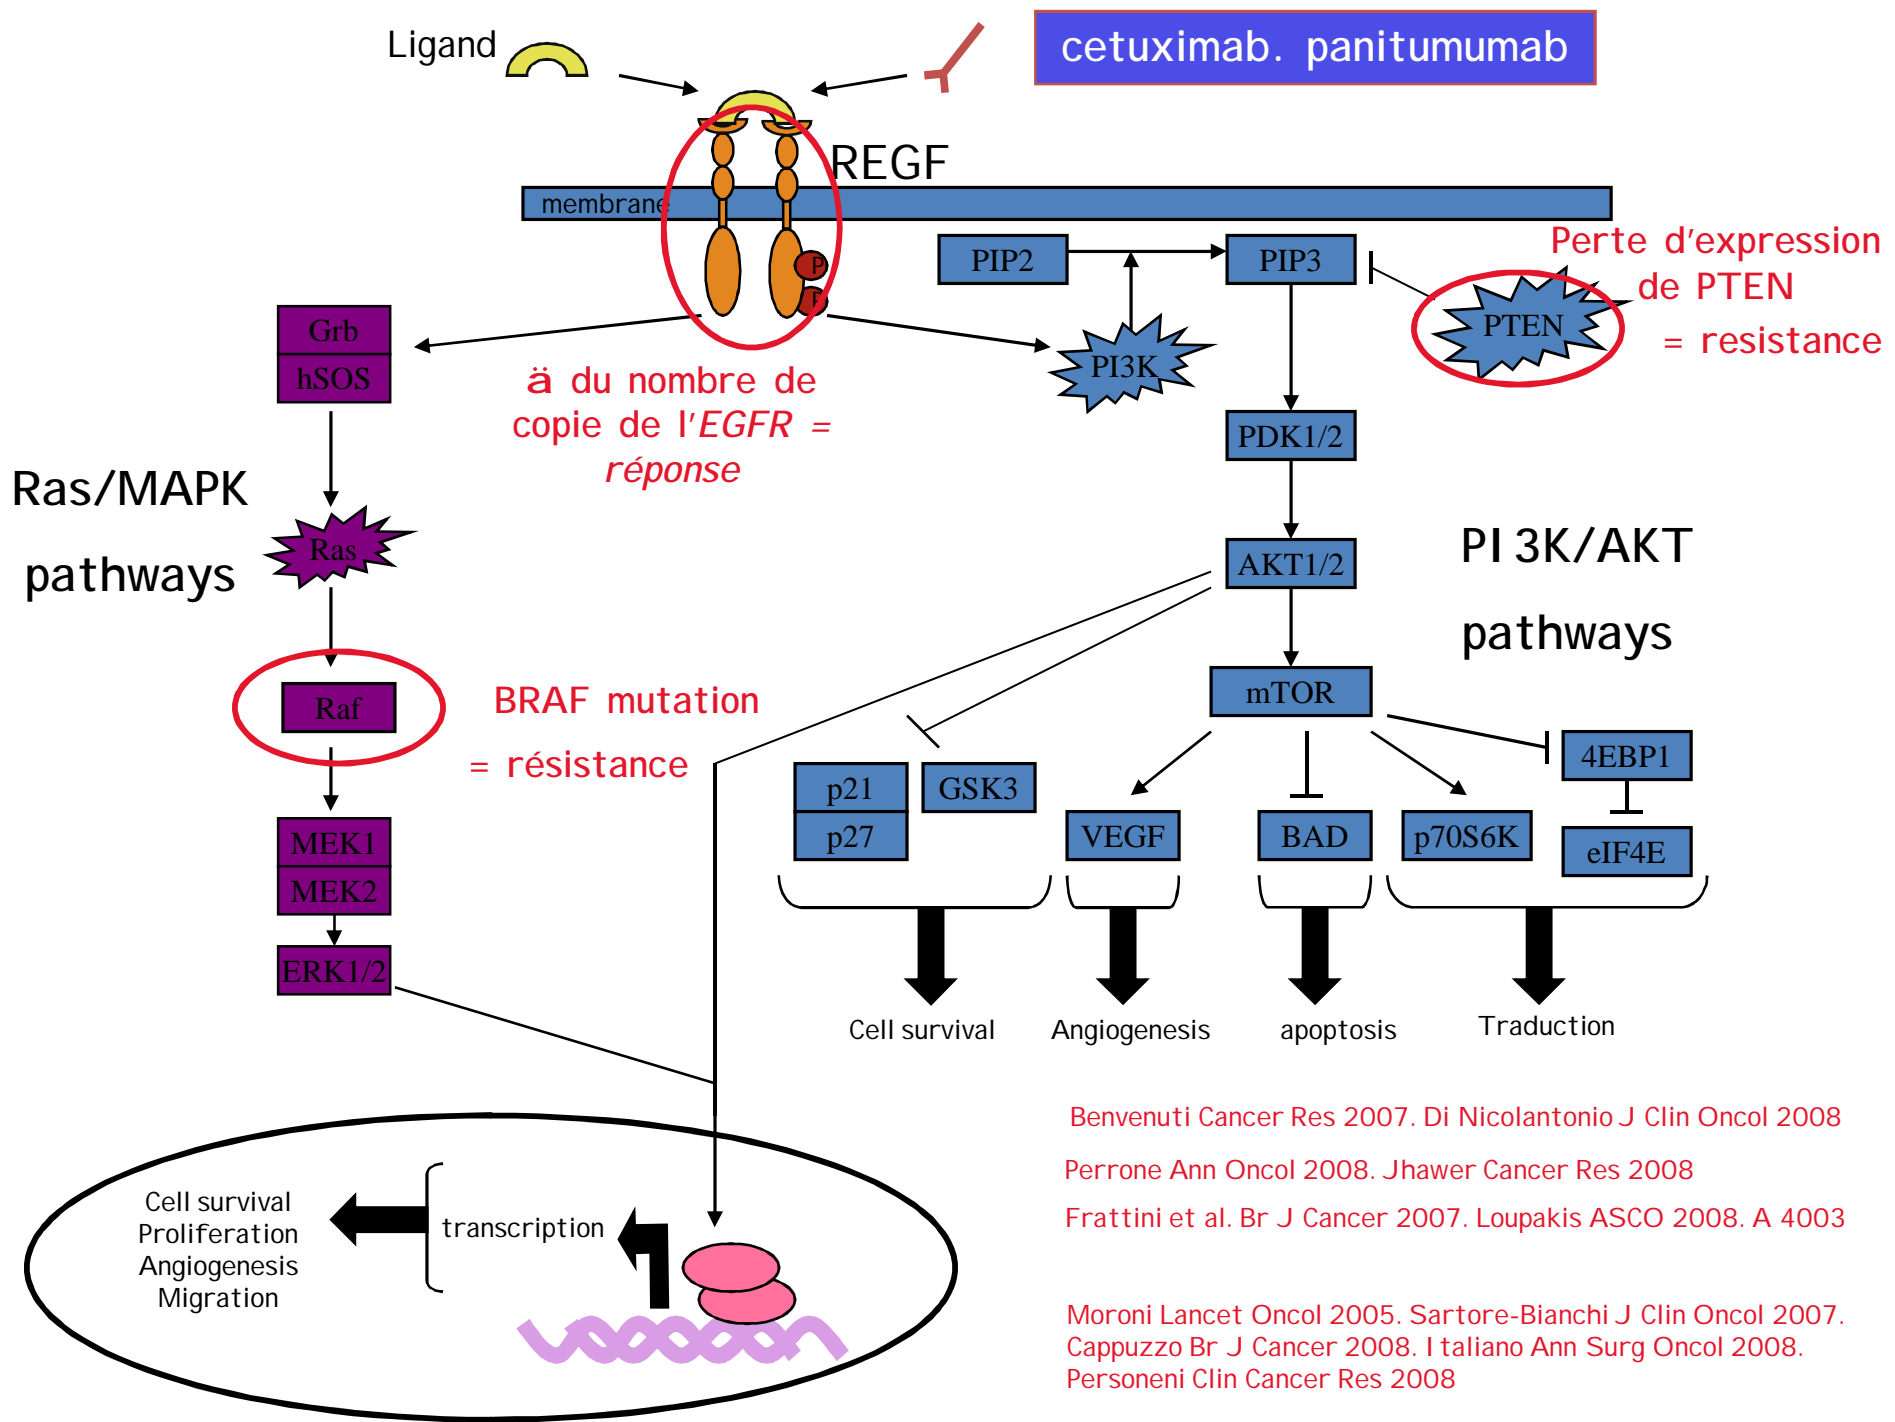 Ligand
cetuximab. panitumumab
REGF
membrane
P
P
PIP2
PIP3
Perte d'expression
de PTEN
= resistance
PTEN
PI3K
Grb
hSOS
ä du nombre de
copie de l'EGFR =
réponse
PDK1/2
Ras/MAPK
pathways
Ras
AKT1/2
PI3K/AKT
pathways
Raf
BRAF mutation
= résistance
mTOR
4EBP1
p21
p27
GSK3
VEGF
BAD
p70S6K
eIF4E
MEK1
MEK2
ERK1/2
Cell survival
Angiogenesis
apoptosis
Traduction
Benvenuti Cancer Res 2007. Di Nicolantonio J Clin Oncol 2008
Perrone Ann Oncol 2008. Jhawer Cancer Res 2008
Frattini et al. Br J Cancer 2007. Loupakis ASCO 2008. A 4003
Cell survival
Proliferation
Angiogenesis
Migration
transcription
Moroni Lancet Oncol 2005. Sartore-Bianchi J Clin Oncol 2007.
Cappuzzo Br J Cancer 2008. Italiano Ann Surg Oncol 2008.
Personeni Clin Cancer Res 2008